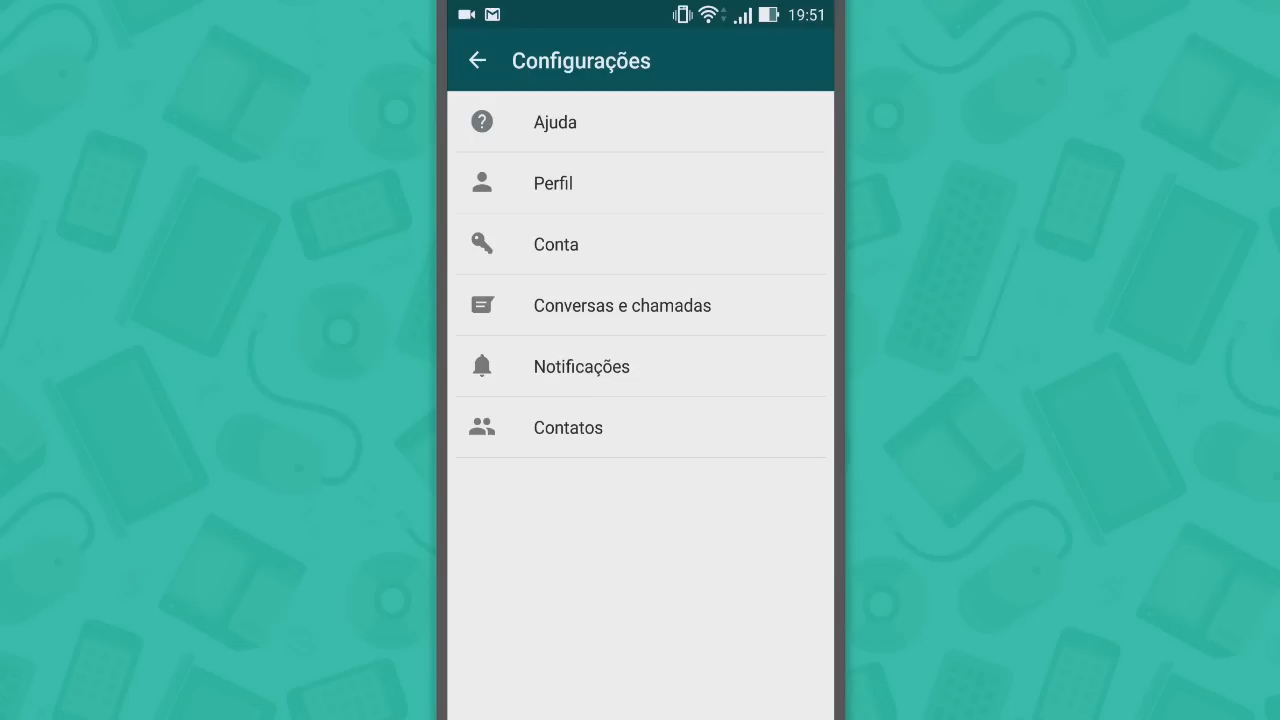 19:51
Configurações
Ajuda
Perfil
Conta
Conversas e chamadas
Notificações
Contatos